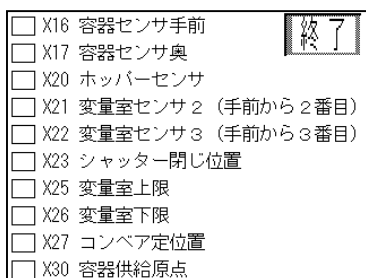 X16 容器センサ手前
終了
X17 容器センサ奥
X20 ホッパーセンサ
X21 変量室センサ２（手前から２番目）
X22 変量室センサ３（手前から３番目）
X23 シャッター閉じ位置
X25 変量室上限
X26 変量室下限
X27 コンベア定位置
X30 容器供給原点